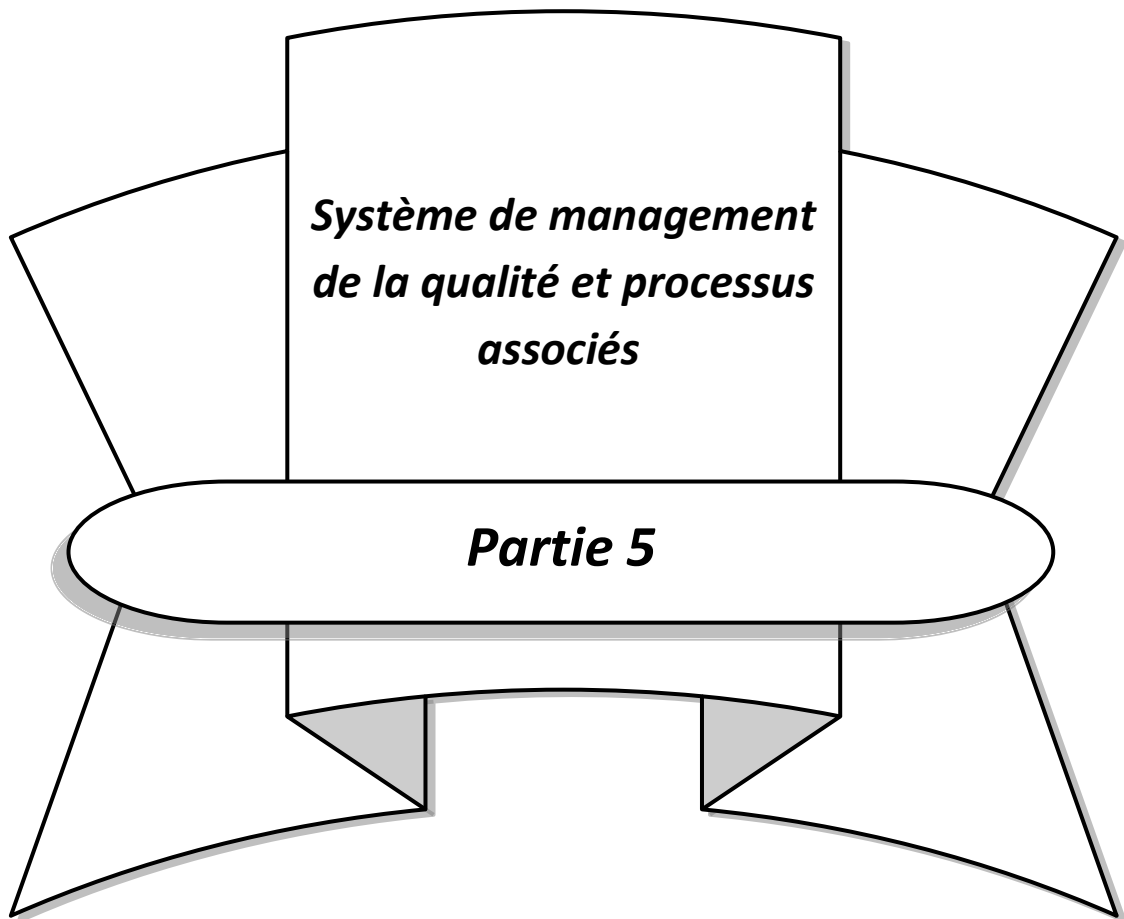 Système de management
de la qualité et processus
associés
Partie 5